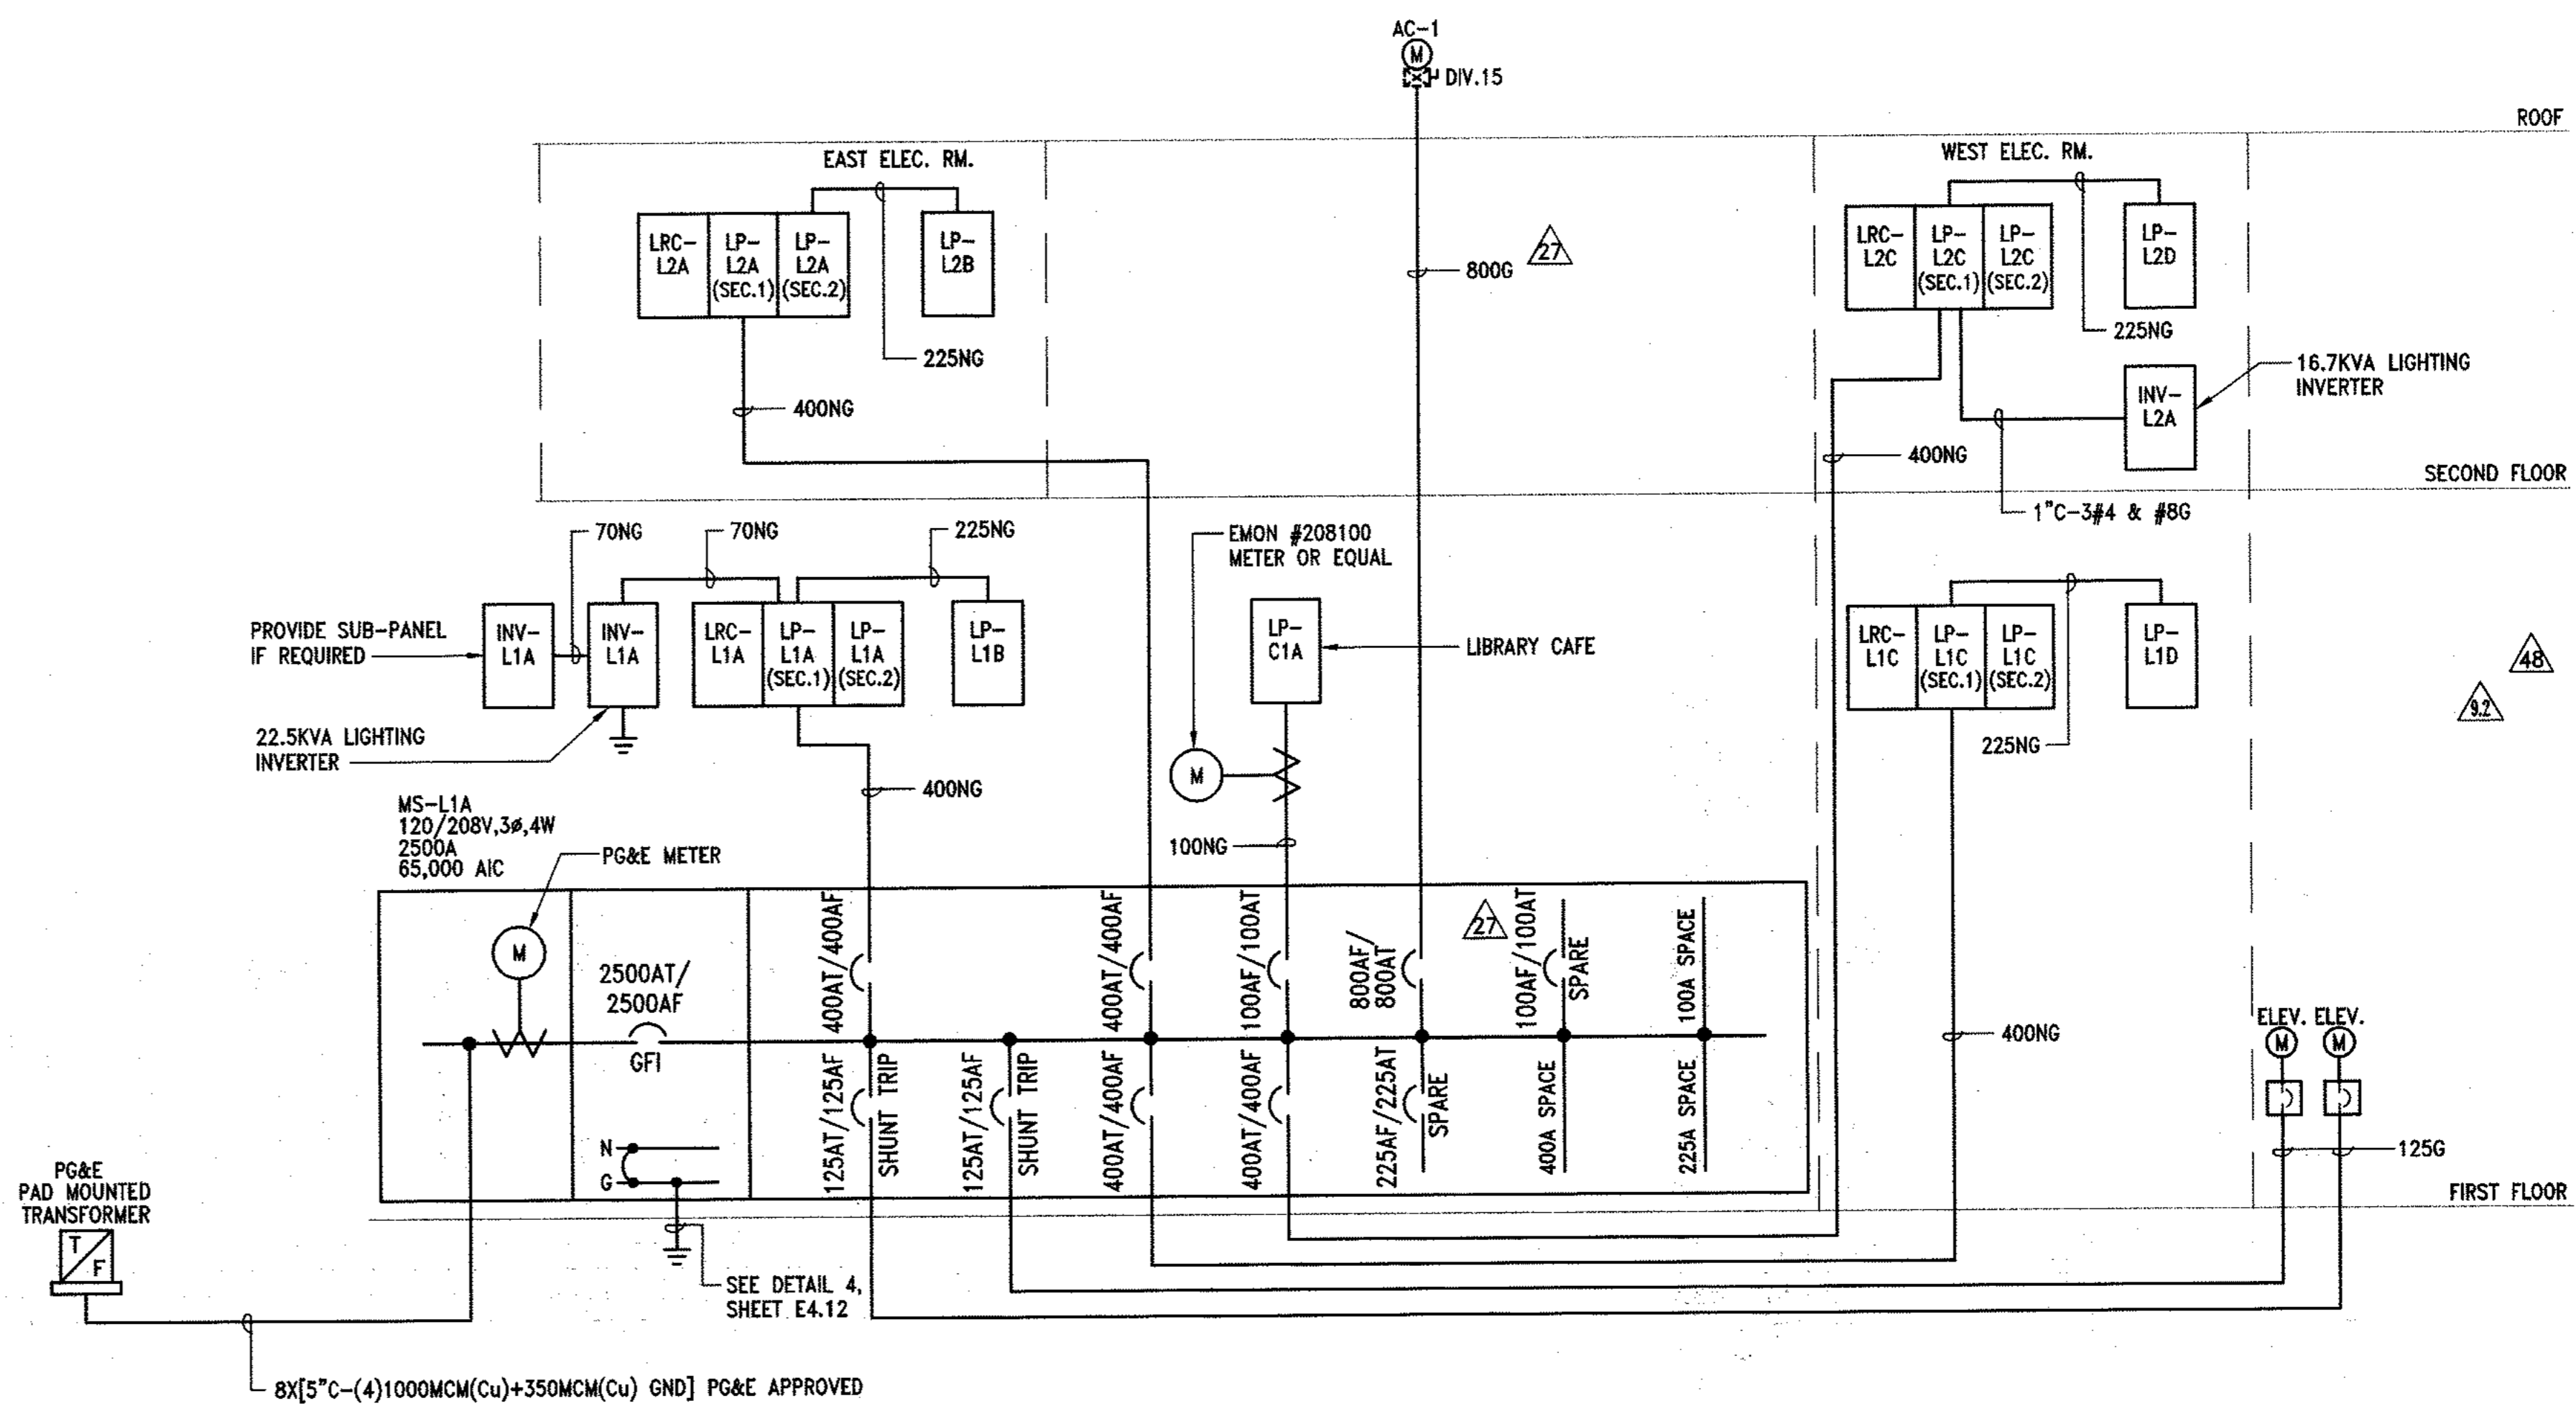 AC-1
M
DIV.15
ROOF
EAST ELEC. RM.
WEST ELEC. RM.
LRC-
L2A
LP-
L2A
(SEC.1)
LP-
L2A
(SEC.2)
LP-
L2B
225NG
400NG
800G
27
LRC-
L2C
LP-
L2C
(SEC.1)
LP-
L2C
(SEC.2)
LP-
L2D
225NG
16.7KVA LIGHTING
INVERTER
INV-
L2A
400NG
SECOND FLOOR
1"C-3#4 & #8G
70NG
70NG
225NG
EMON #208100
METER OR EQUAL
PROVIDE SUB-PANEL
IF REQUIRED
INV-
L1A
INV-
L1A
LRC-
L1A
LP-
L1A
(SEC.1)
LP-
L1A
(SEC.2)
LP-
L1B
LP-
C1A
LIBRARY CAFE
LRC-
L1C
LP-
L1C
(SEC.1)
LP-
L1C
(SEC.2)
LP-
L1D
48
9.2
22.5KVA LIGHTING
INVERTER
225NG
M
400NG
100NG
MS-L1A
120/208V,3ø,4W
2500A
65,000 AIC
PG&E METER
M
2500AT/
2500AF
GFI
N
G
400AT/400AF
400AT/400AF
100AF/100AT
800AF/
800AT
27
100AF/100AT
SPARE
100A SPACE
125AT/125AF
SHUNT TRIP
125AT/125AF
SHUNT TRIP
400AT/400AF
400AT/400AF
225AF/225AT
SPARE
400A SPACE
225A SPACE
400NG
ELEV. ELEV.
M
M
125G
FIRST FLOOR
PG&E
PAD MOUNTED
TRANSFORMER
T
F
SEE DETAIL 4,
SHEET E4.12
8X[5"C-(4)1000MCM(Cu)+350MCM(Cu) GND] PG&E APPROVED